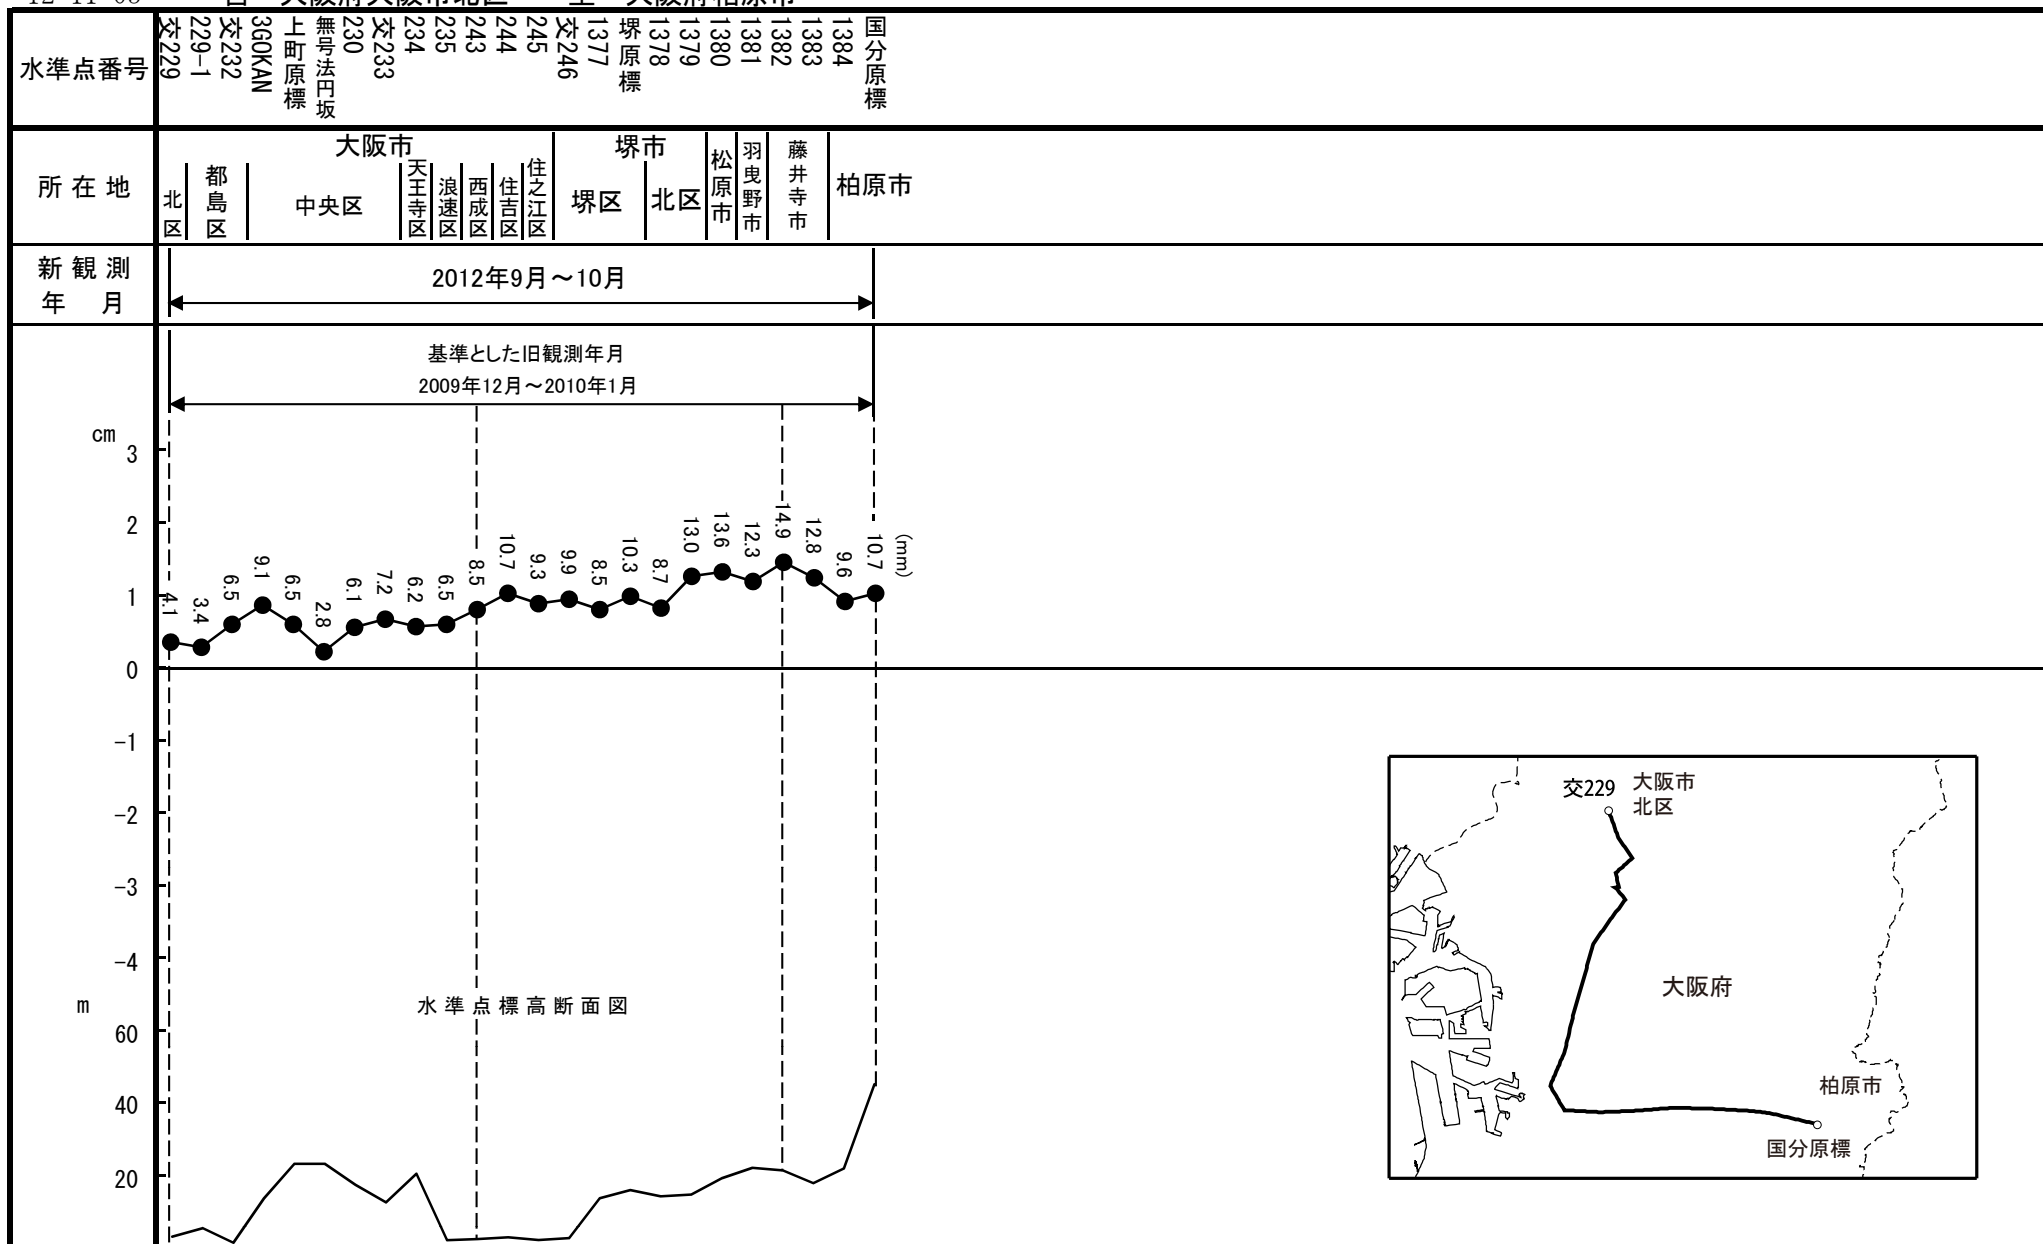 水準点番号
交229
229-1
交232
3GOKAN
上町原標
無号法円坂
230
交233
234
235
243
244
245
交246
1377
堺原標
1378
1379
1380
1381
1382
1383
1384
国分原標
所在地
大阪市
堺市
北区
都島区
中央区
天王寺区
浪速区
西成区
住吉区
住之江区
堺区
北区
松原市
羽曳野市
藤井寺市
柏原市
新観測
年 月
2012年9月～10月
基準とした旧観測年月
2009年12月～2010年1月
cm
3
2
1
0
-1
-2
-3
-4
4.1
3.4
6.5
9.1
6.5
2.8
6.1
7.2
6.2
6.5
8.5
10.7
9.3
9.9
8.5
10.3
8.7
13.0
13.6
12.3
14.9
12.8
9.6
10.7
(mm)
m
水準点標高断面図
60
40
20
交229
大阪市
北区
大阪府
柏原市
国分原標